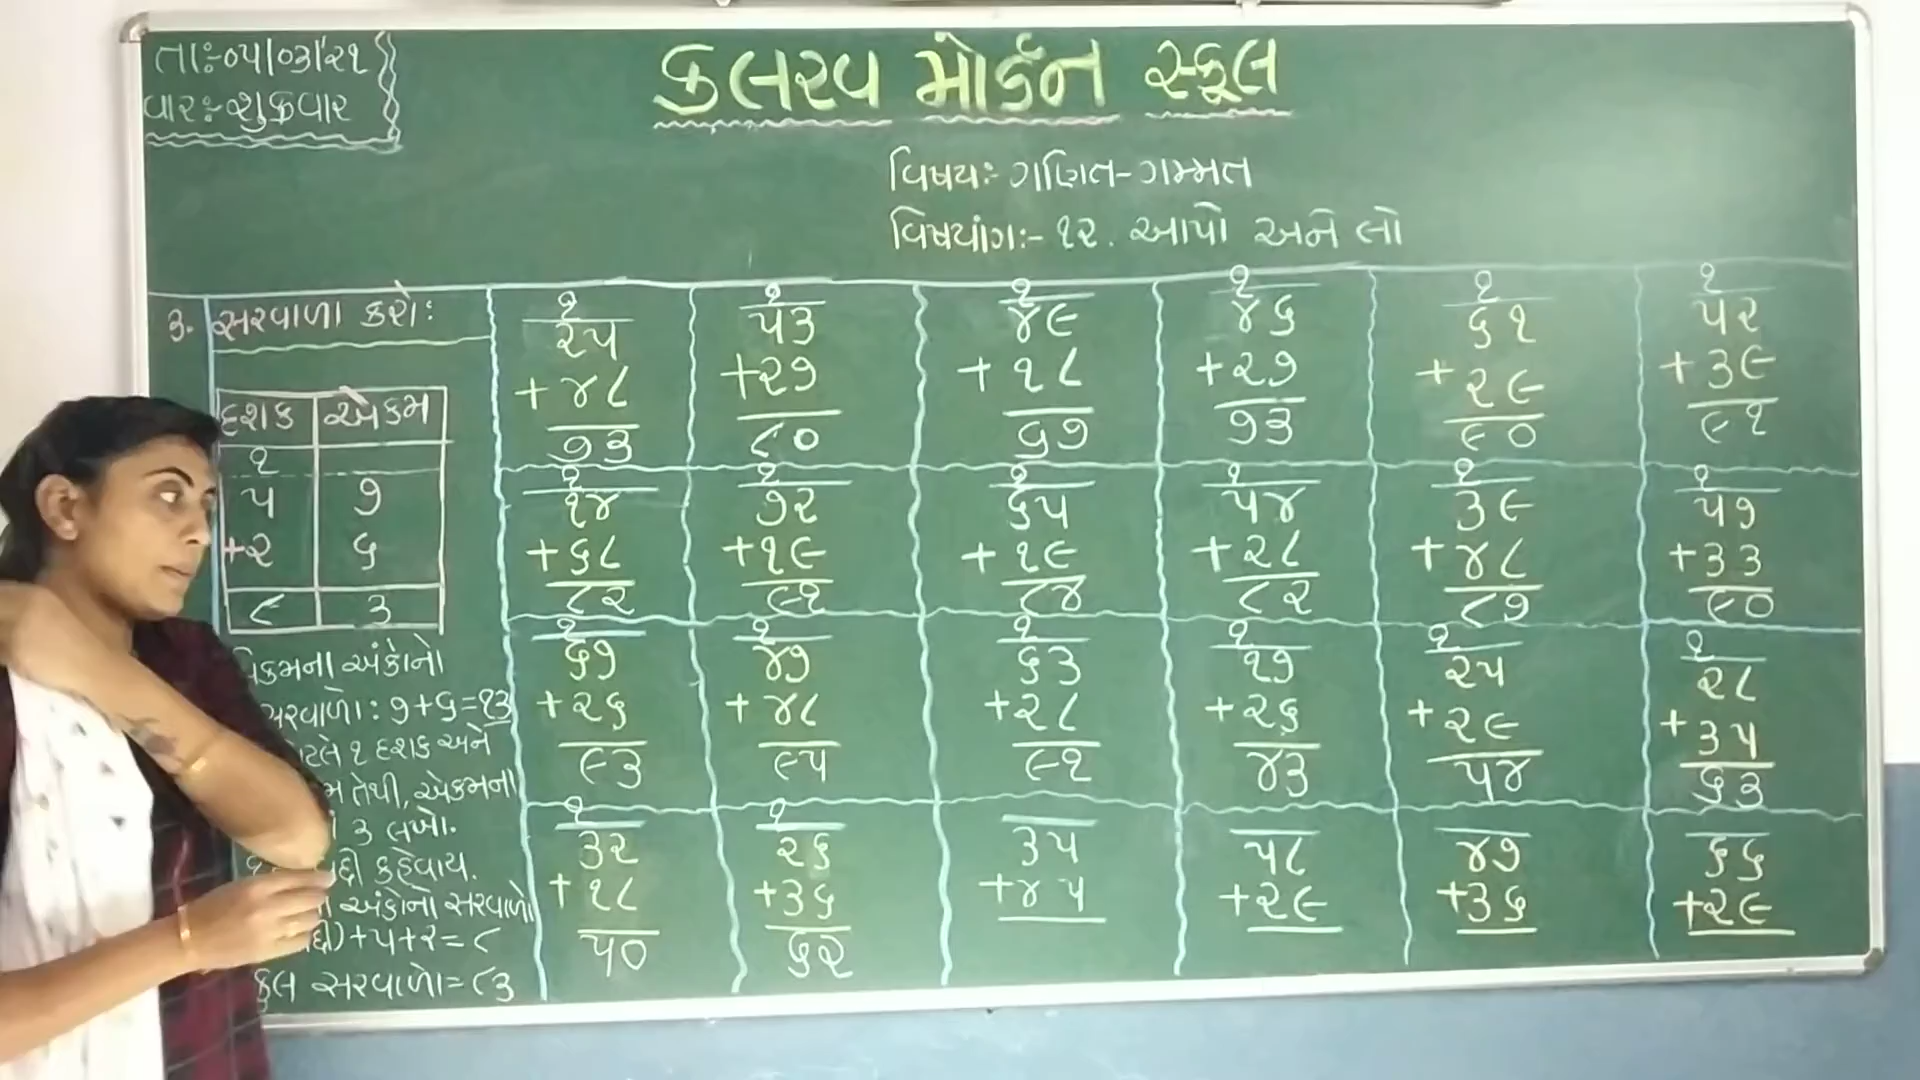 તાઃ-૦૫/૦૩/૨૧
વારઃ-શુક્રવાર
કલરવ મોર્ડન સ્કૂલ
વિષયઃ- ગણિત-ગમ્મત
વિષયાંગઃ- ૧૨. આપો અને લો
૩. સરવાળા કરોઃ
દશક એકમ
૧
૫ ૭
+૨ ૬
૮ ૩
અંકોનો
સરવાળોઃ ૭+૬=૧૩
૧ દશક અને
તેથી, એકમના
૩ લખો.
કહેવાય.
અંકોનો સરવાળો
+૫+૨=૮
કુલ સરવાળો=૮૩
૧ ૧ ૧ ૧ ૧ ૧
૨૫ ૫૩ ૪૯ ૪૬ ૬૧ ૫૨
+૪૮ +૨૭ +૧૮ +૨૭ +૨૯ +૩૯
૭૩ ૮૦ ૬૭ ૭૩ ૯૦ ૯૧
૧ ૧ ૧ ૧ ૧ ૧
૧૪ ૭૨ ૬૫ ૫૪ ૩૯ ૫૭
+૬૮ +૧૯ +૧૯ +૨૮ +૪૮ +૩૩
૮૨ ૯૧ ૮૪ ૮૨ ૮૭ ૯૦
૧ ૧ ૧ ૧ ૧ ૧
૬૭ ૪૭ ૬૩ ૧૭ ૨૫ ૨૮
+૨૬ +૪૮ +૨૮ +૨૬ +૨૯ +૩૫
૯૩ ૯૫ ૯૧ ૪૩ ૫૪ ૬૩
૧ ૧
૩૨ ૨૬ ૩૫ ૫૮ ૪૭ ૬૬
+૧૮ +૩૬ +૪૫ +૨૯ +૩૬ +૨૯
૫૦ ૬૨